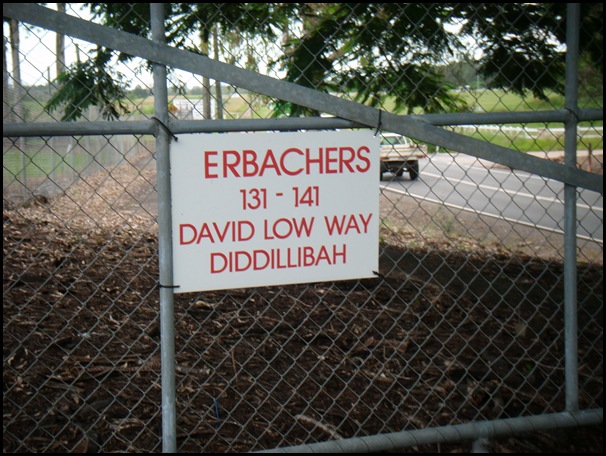 ERBACHERS
131 - 141
DAVID LOW WAY
DIDDILLIBAH